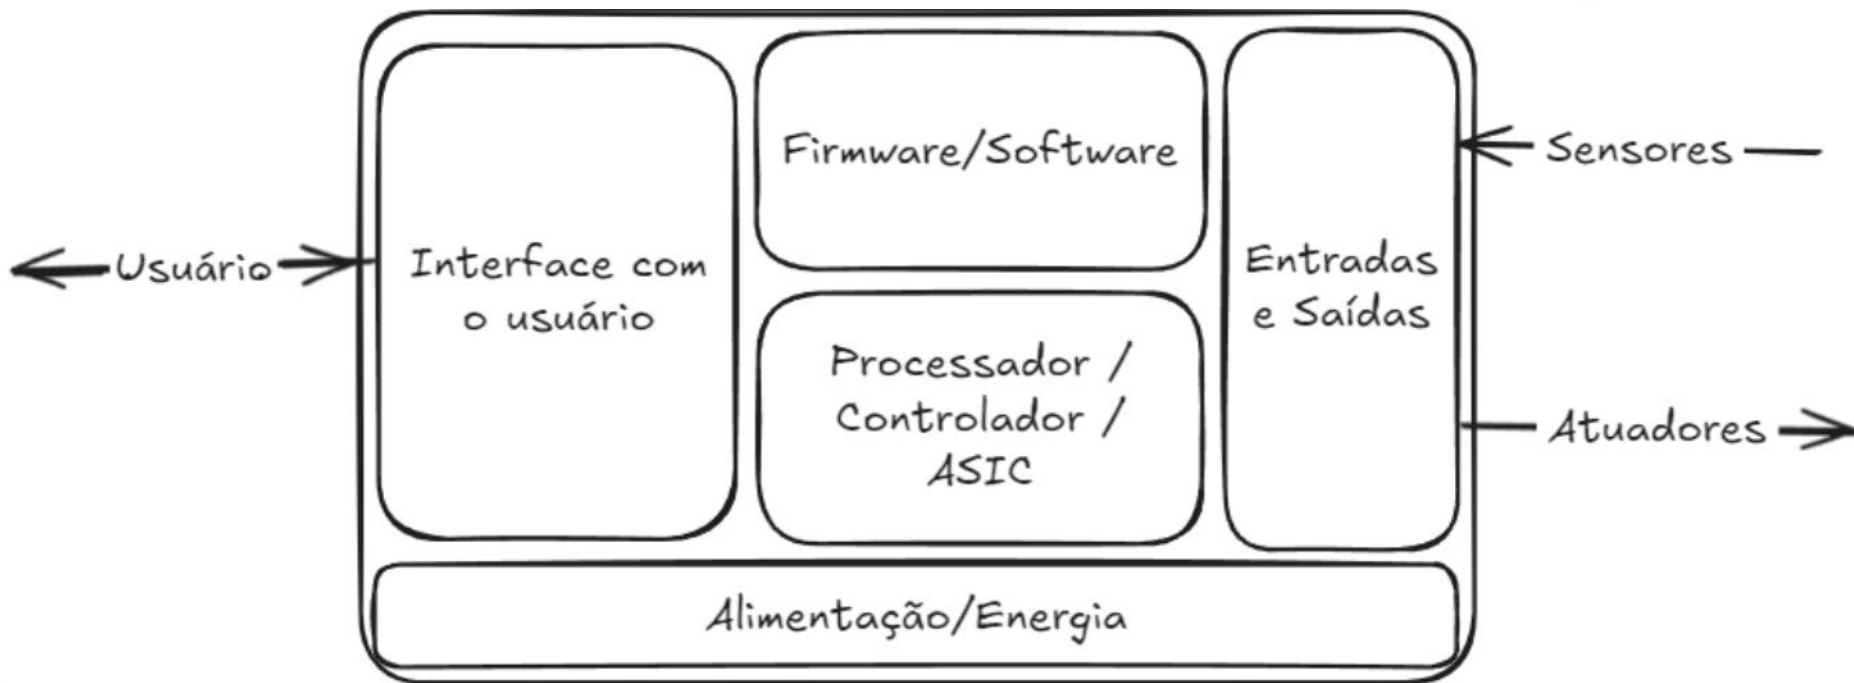 Usuário
Interface com
o usuário
Firmware/Software
Processador /
Controlador /
ASIC
Entradas
e Saídas
Sensores
Atuadores
Alimentação/Energia